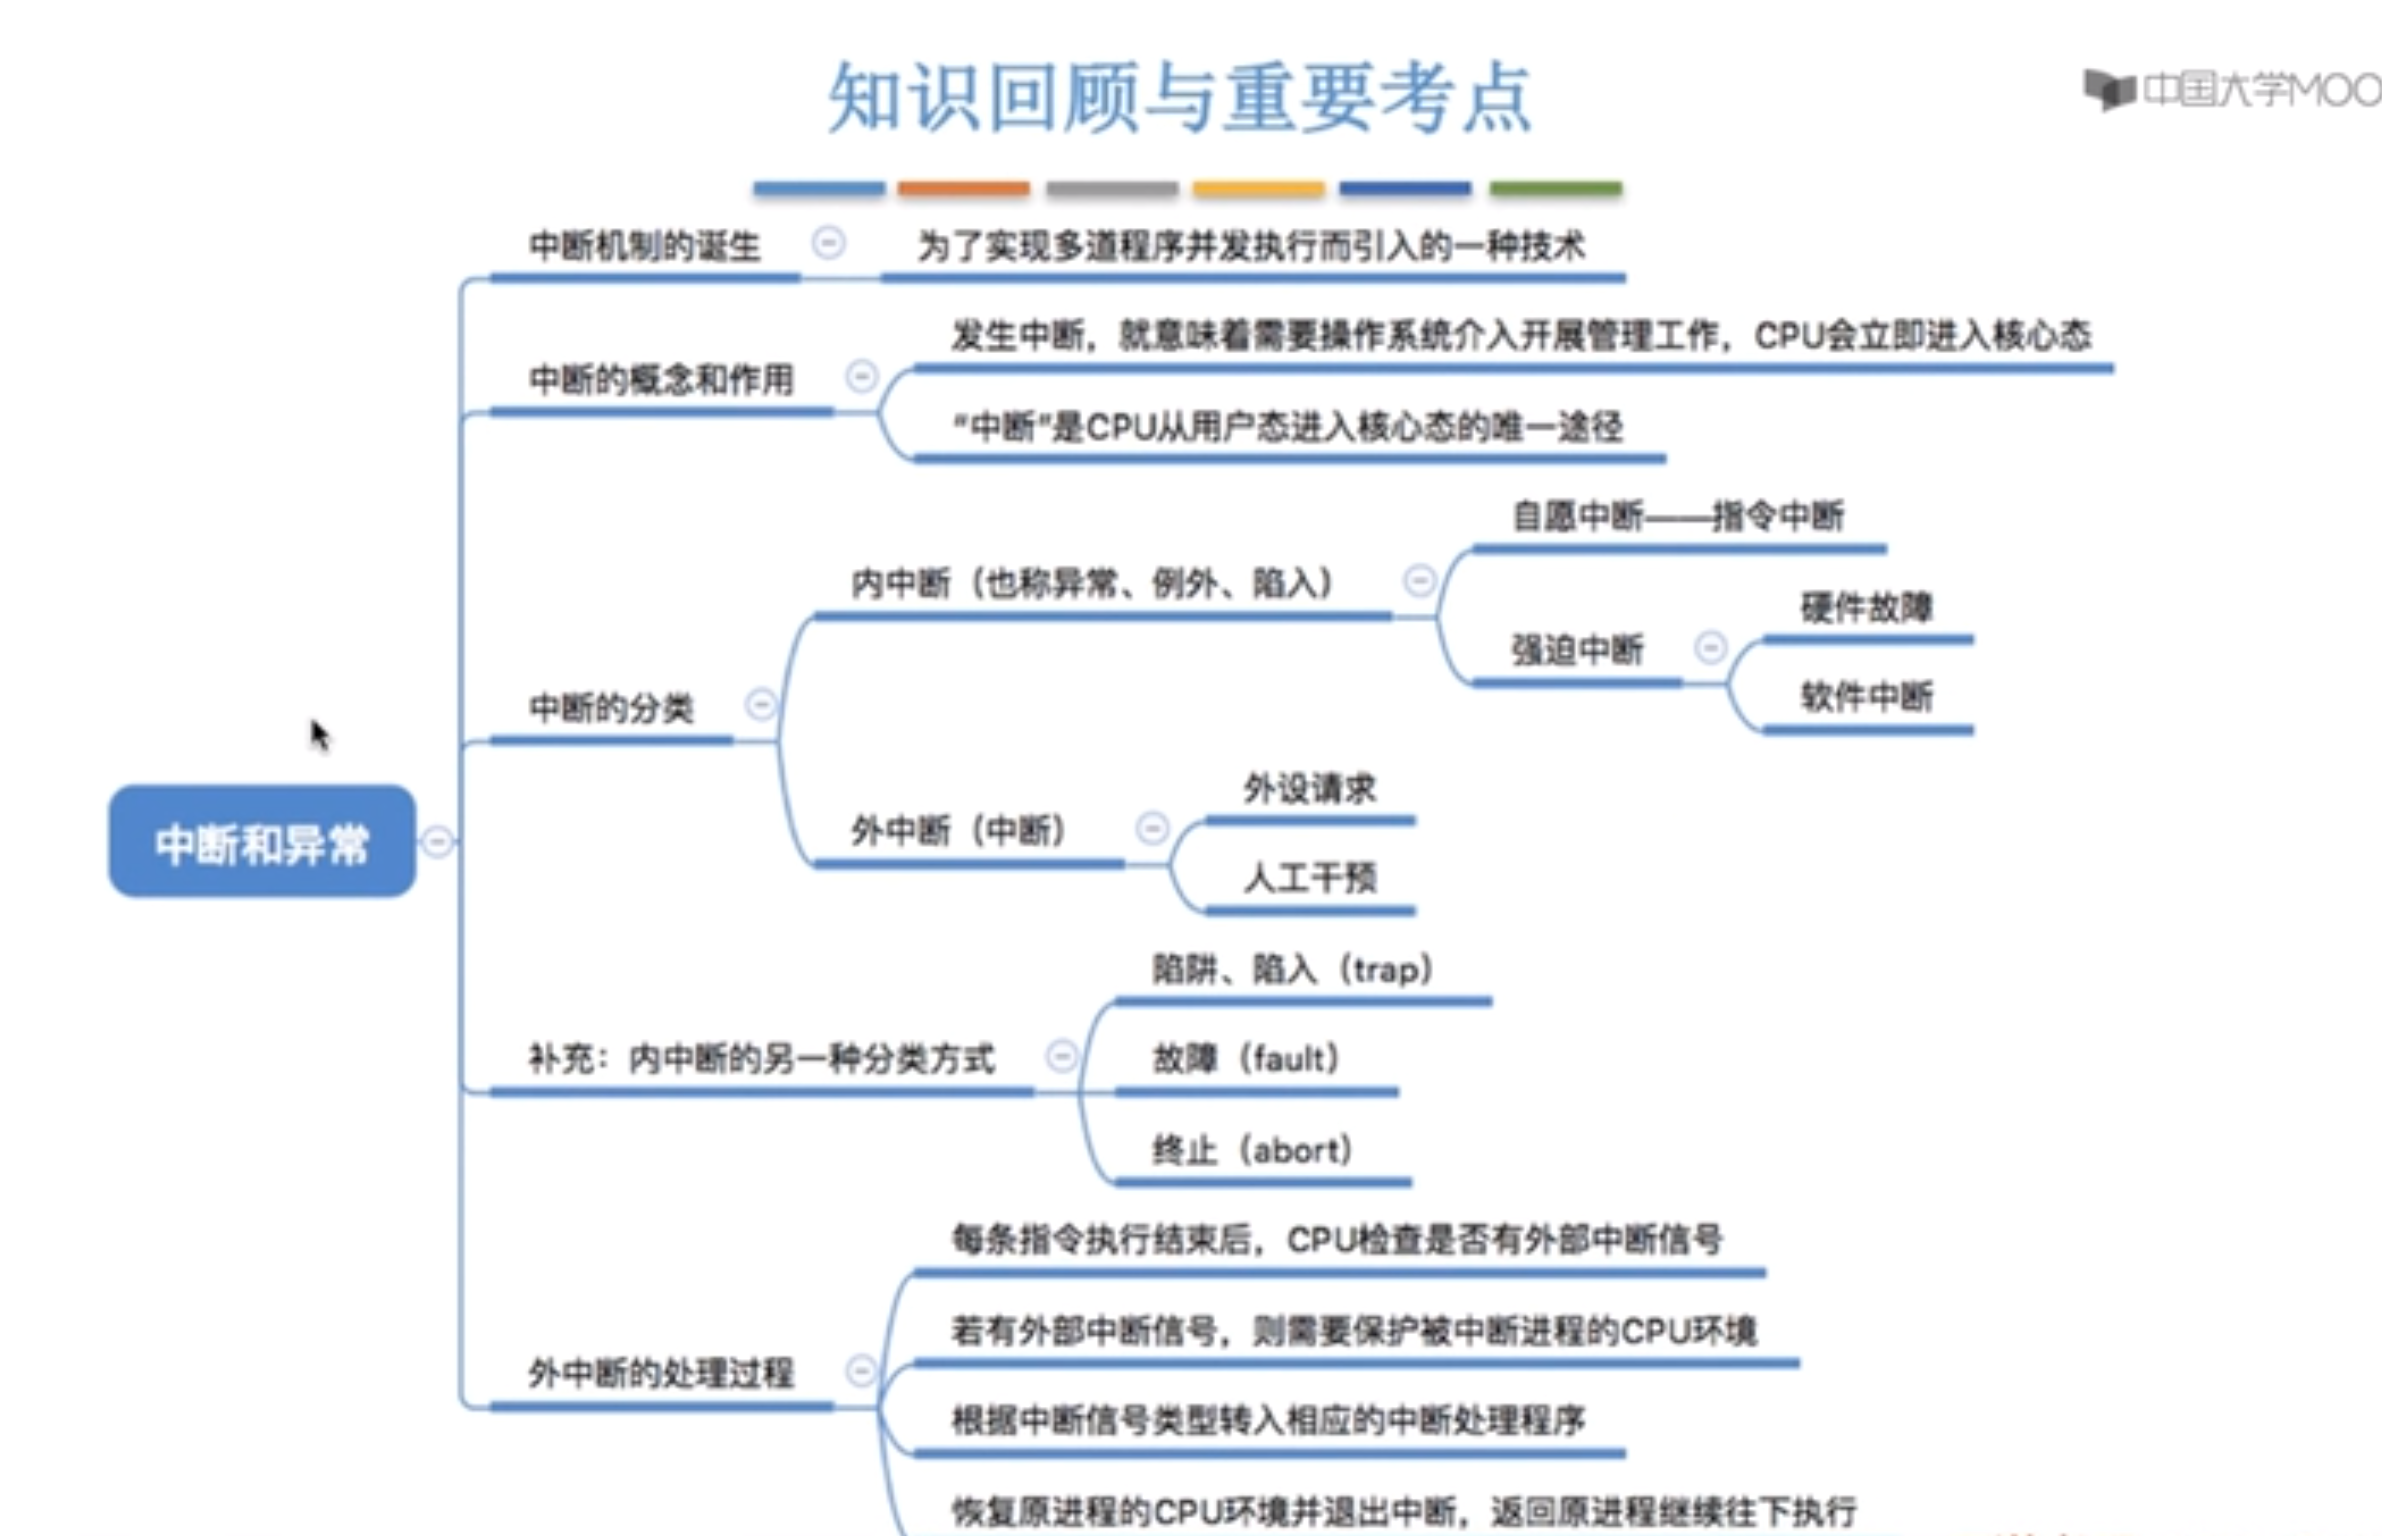 知识回顾与重要考点
中国大学MOO
中断机制的诞生
为了实现多道程序并发执行而引入的一种技术
中断的概念和作用
发生中断，就意味着需要操作系统介入开展管理工作，CPU会立即进入核心态
“中断”是CPU从用户态进入核心态的唯一途径
中断的分类
内中断（也称异常、例外、陷入）
自愿中断——指令中断
强迫中断
硬件故障
软件中断
外中断（中断）
外设请求
人工干预
中断和异常
补充：内中断的另一种分类方式
陷阱、陷入（trap）
故障（fault）
终止（abort）
外中断的处理过程
每条指令执行结束后，CPU检查是否有外部中断信号
若有外部中断信号，则需要保护被中断进程的CPU环境
根据中断信号类型转入相应的中断处理程序
恢复原进程的CPU环境并退出中断，返回原进程继续往下执行